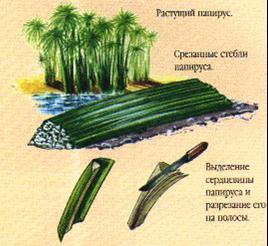 Растущий папирус.
Срезанные стебли
папируса.
Выделение
сердцевины
папируса и
разрезание его
на полосы.